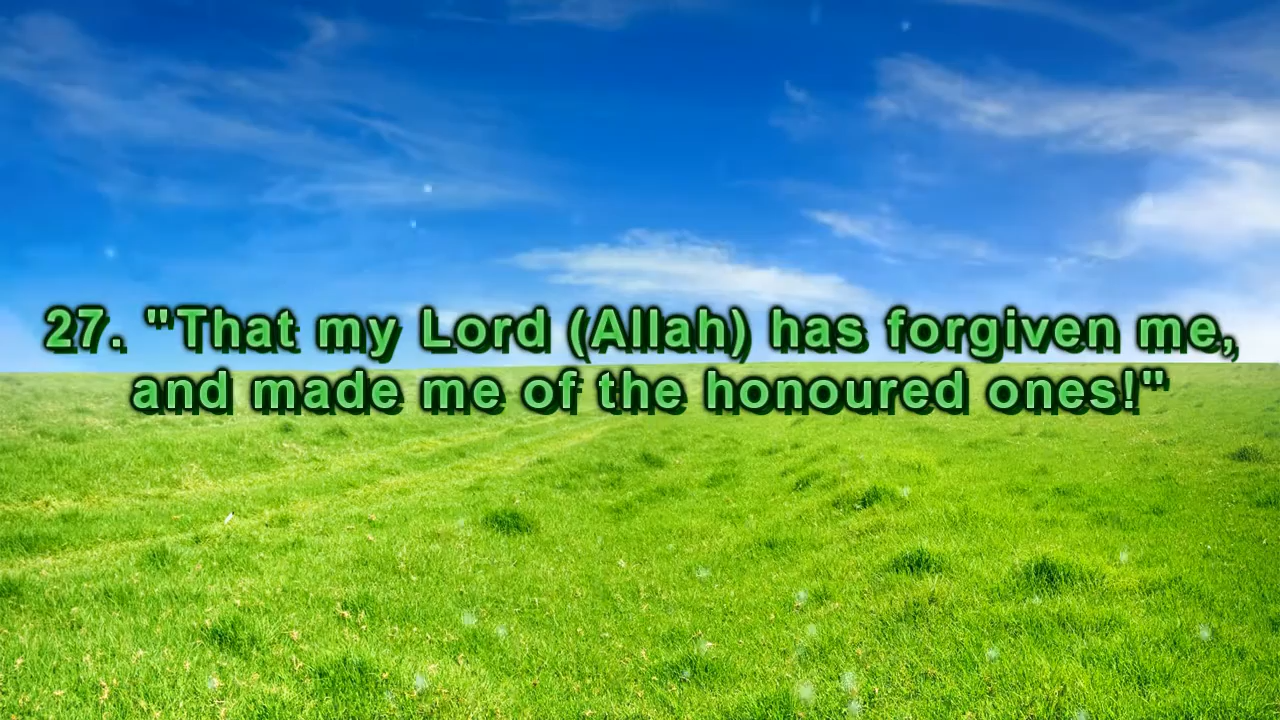 27. "That my Lord (Allah) has forgiven me,
and made me of the honoured ones!"